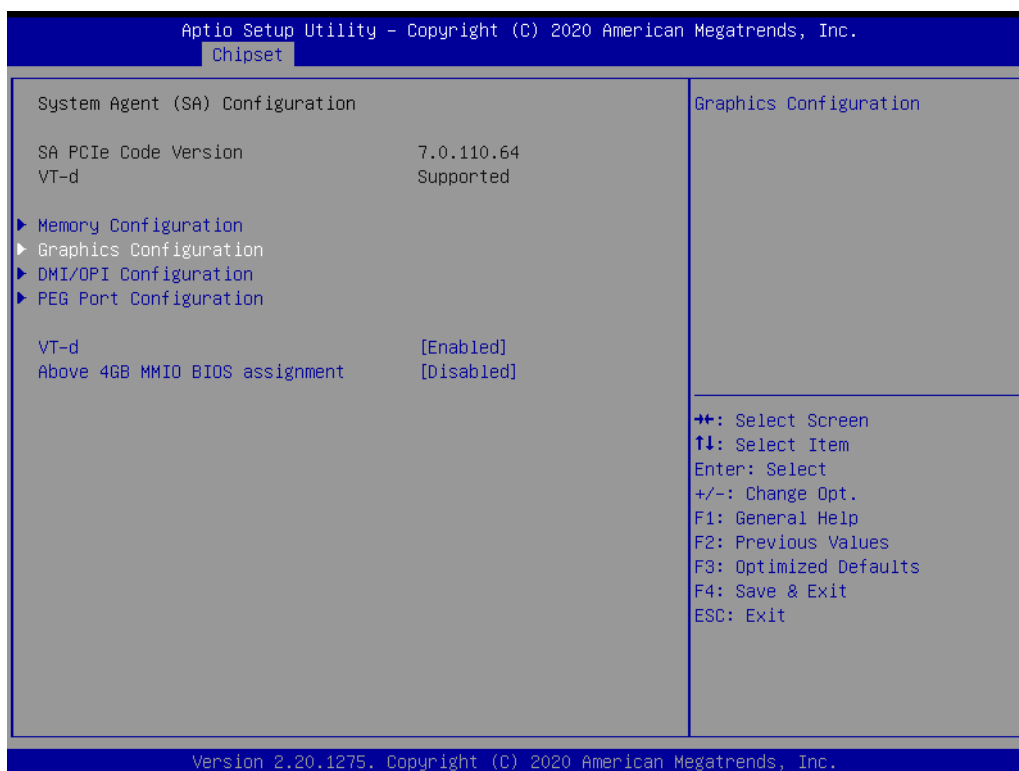 Aptio Setup Utility – Copyright (C) 2020 American Megatrends, Inc.
Chipset
System Agent (SA) Configuration
SA PCIe Code Version 7.0.110.64
VT-d Supported
▶ Memory Configuration
▶ Graphics Configuration
▶ DMI/OPI Configuration
▶ PEG Port Configuration
VT-d [Enabled]
Above 4GB MMIO BIOS assignment [Disabled]
Graphics Configuration
→←: Select Screen
↑↓: Select Item
Enter: Select
+/-: Change Opt.
F1: General Help
F2: Previous Values
F3: Optimized Defaults
F4: Save & Exit
ESC: Exit
Version 2.20.1275. Copyright (C) 2020 American Megatrends, Inc.